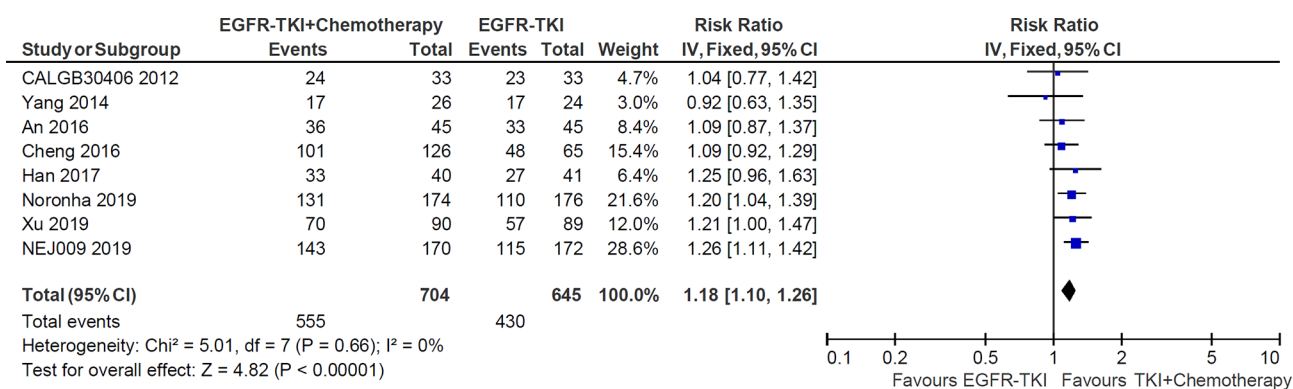 EGFR-TKI+Chemotherapy EGFR-TKI Risk Ratio Risk Ratio
Study or Subgroup Events Total Events Total Weight IV, Fixed, 95% CI IV, Fixed, 95% CI
CALGB30406 2012 24 33 23 33 4.7% 1.04 [0.77, 1.42]
Yang 2014 17 26 17 24 3.0% 0.92 [0.63, 1.35]
An 2016 36 45 33 45 8.4% 1.09 [0.87, 1.37]
Cheng 2016 101 126 48 65 15.4% 1.09 [0.92, 1.29]
Han 2017 33 40 27 41 6.4% 1.25 [0.96, 1.63]
Noronha 2019 131 174 110 176 21.6% 1.20 [1.04, 1.39]
Xu 2019 70 90 57 89 12.0% 1.21 [1.00, 1.47]
NEJ009 2019 143 170 115 172 28.6% 1.26 [1.11, 1.42]
Total (95% CI) 704 645 100.0% 1.18 [1.10, 1.26]
Total events 555 430
Heterogeneity: Chi² = 5.01, df = 7 (P = 0.66); I² = 0%
Test for overall effect: Z = 4.82 (P < 0.00001)
0.1 0.2 0.5 1 2 5 10
Favours EGFR-TKI Favours TKI+Chemotherapy